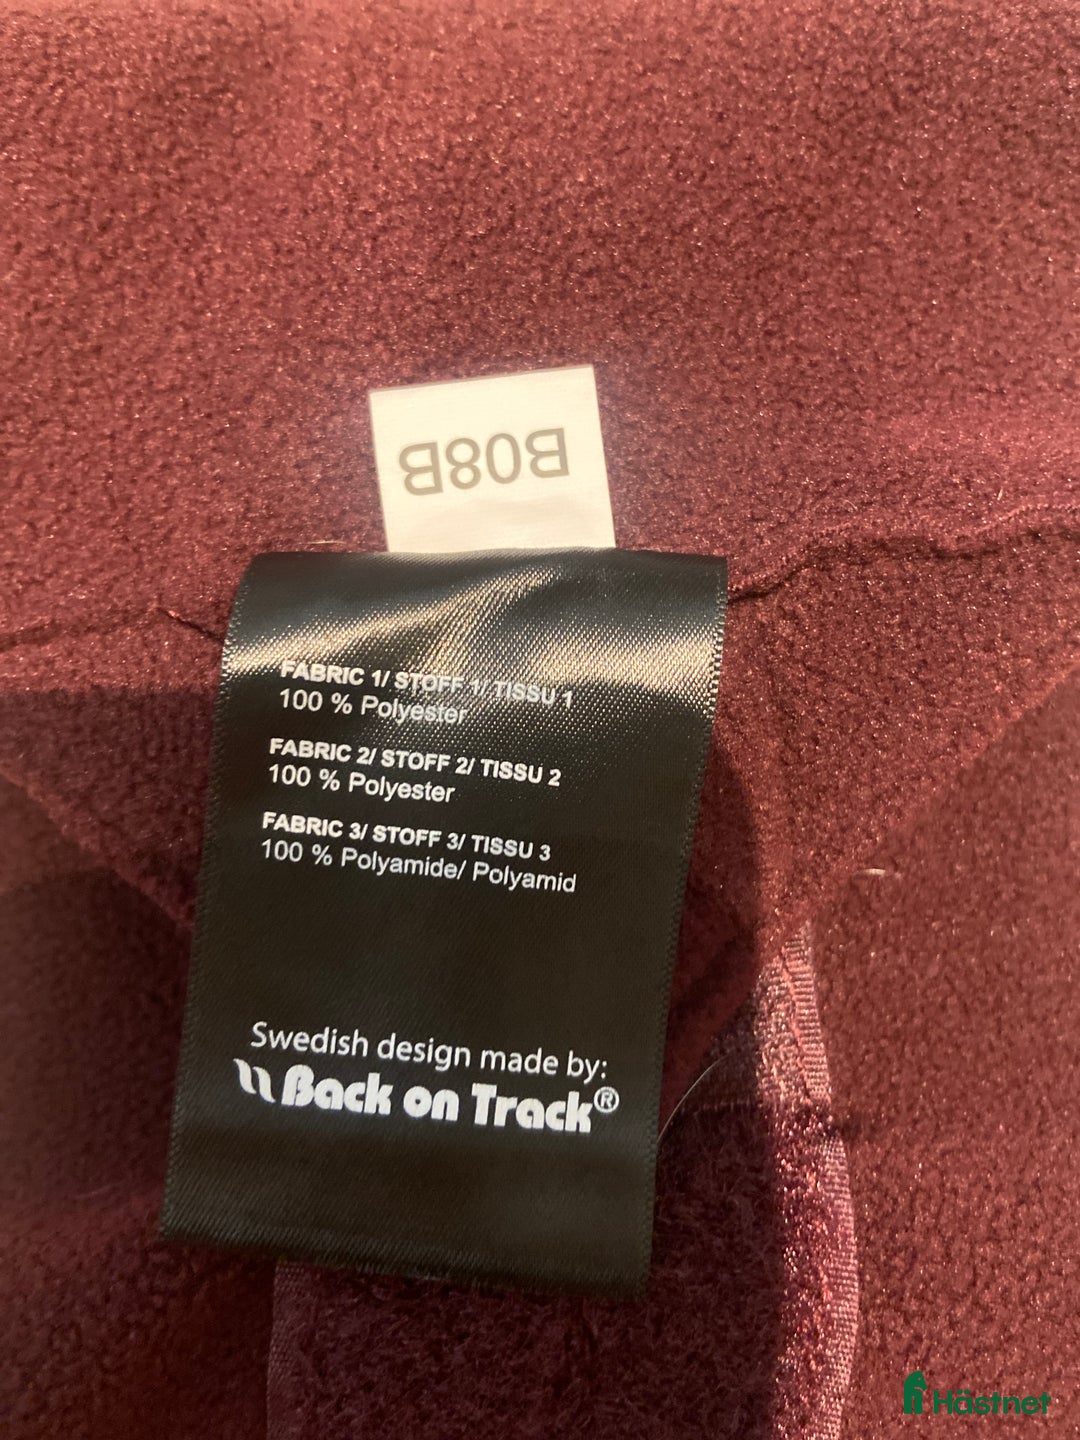 B08B
FABRIC 1/ STOFF 1/ TISSU 1
100 % Polyester
FABRIC 2/ STOFF 2/ TISSU 2
100 % Polyester
FABRIC 3/ STOFF 3/ TISSU 3
100 % Polyamide/ Polyamid
Swedish design made by:
Back on Track®
Hästnet